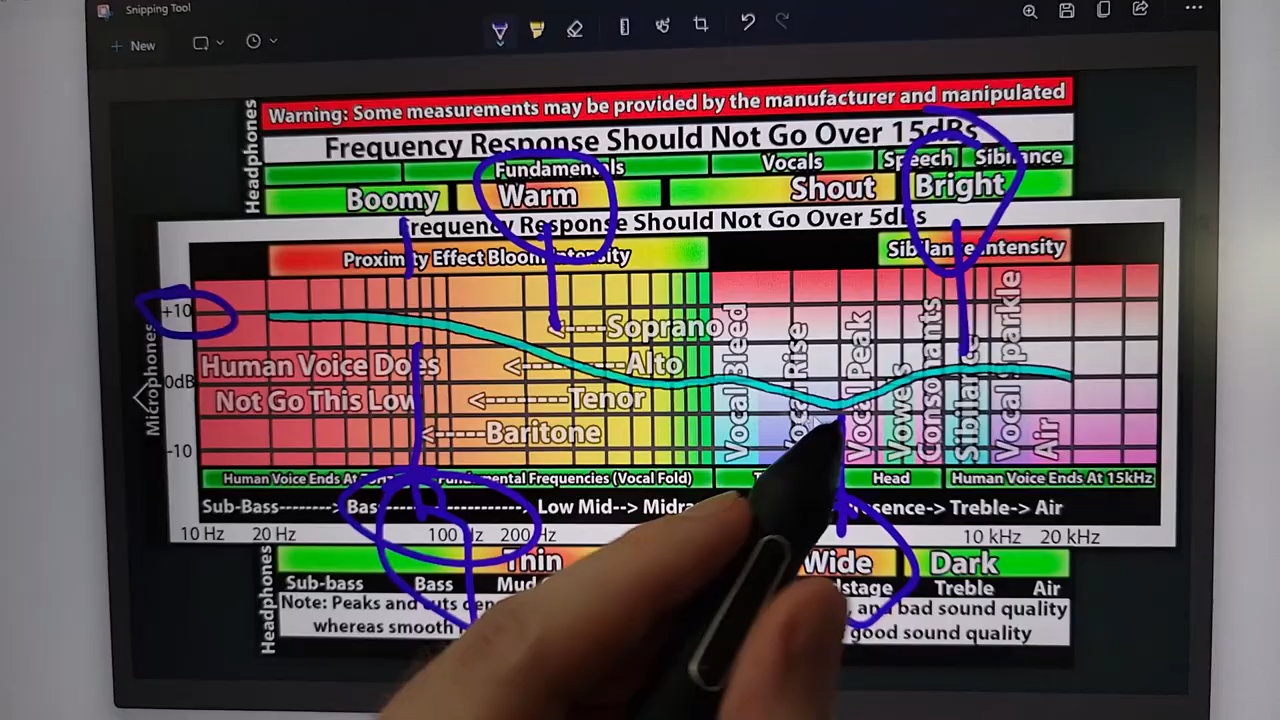 Snipping Tool
New
Headphones
Warning: Some measurements may be provided by the manufacturer and manipulated
Frequency Response Should Not Go Over 15dBs
Fundamentals Vocals Speech Sibilance
Boomy Warm Shout Bright
Frequency Response Should Not Go Over 5dBs
Proximity Effect Bloom Intensity Sibilance Intensity
Microphones
+10
0dB
-10
Human Voice Does
Not Go This Low
<----Soprano
<--------Alto
<---------Tenor
<-----Baritone
Vocal Bleed
Vocal Rise
Vocal Peak
Vowels
Consonants
Sibilance
Vocal Sparkle
Air
Human Voice Ends At Fundamental Frequencies (Vocal Fold) Head Human Voice Ends At 15kHz
Sub-Bass--------> Bass Low Mid--> -> Treble-> Air
10 Hz 20 Hz 100 Hz 200 Hz 10 kHz 20 kHz
Headphones
Thin Wide Dark
Sub-bass Bass Treble Air
Note: Peaks and cuts and bad sound quality
whereas smooth good sound quality